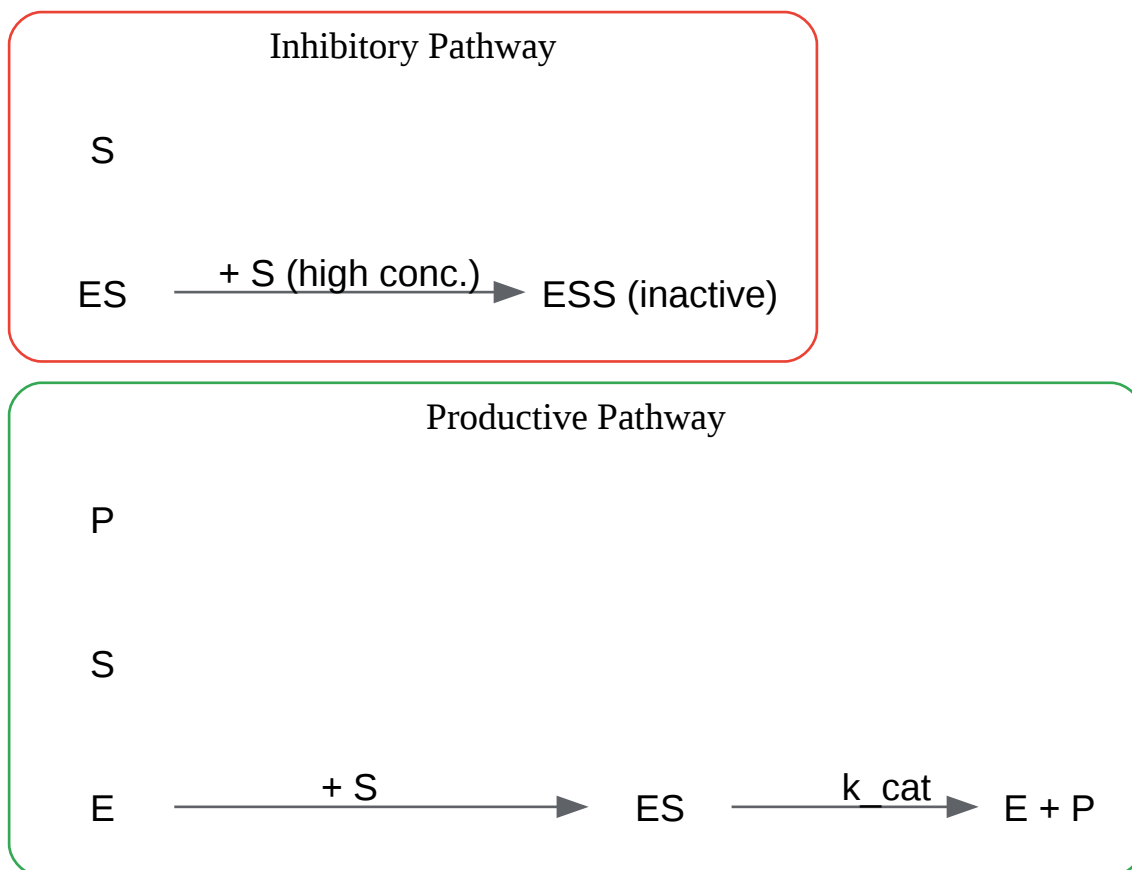 Inhibitory Pathway
S
+ S (high conc.)
ES
ESS (inactive)
Productive Pathway
P
S
+ S
k_cat
E
ES
E + P